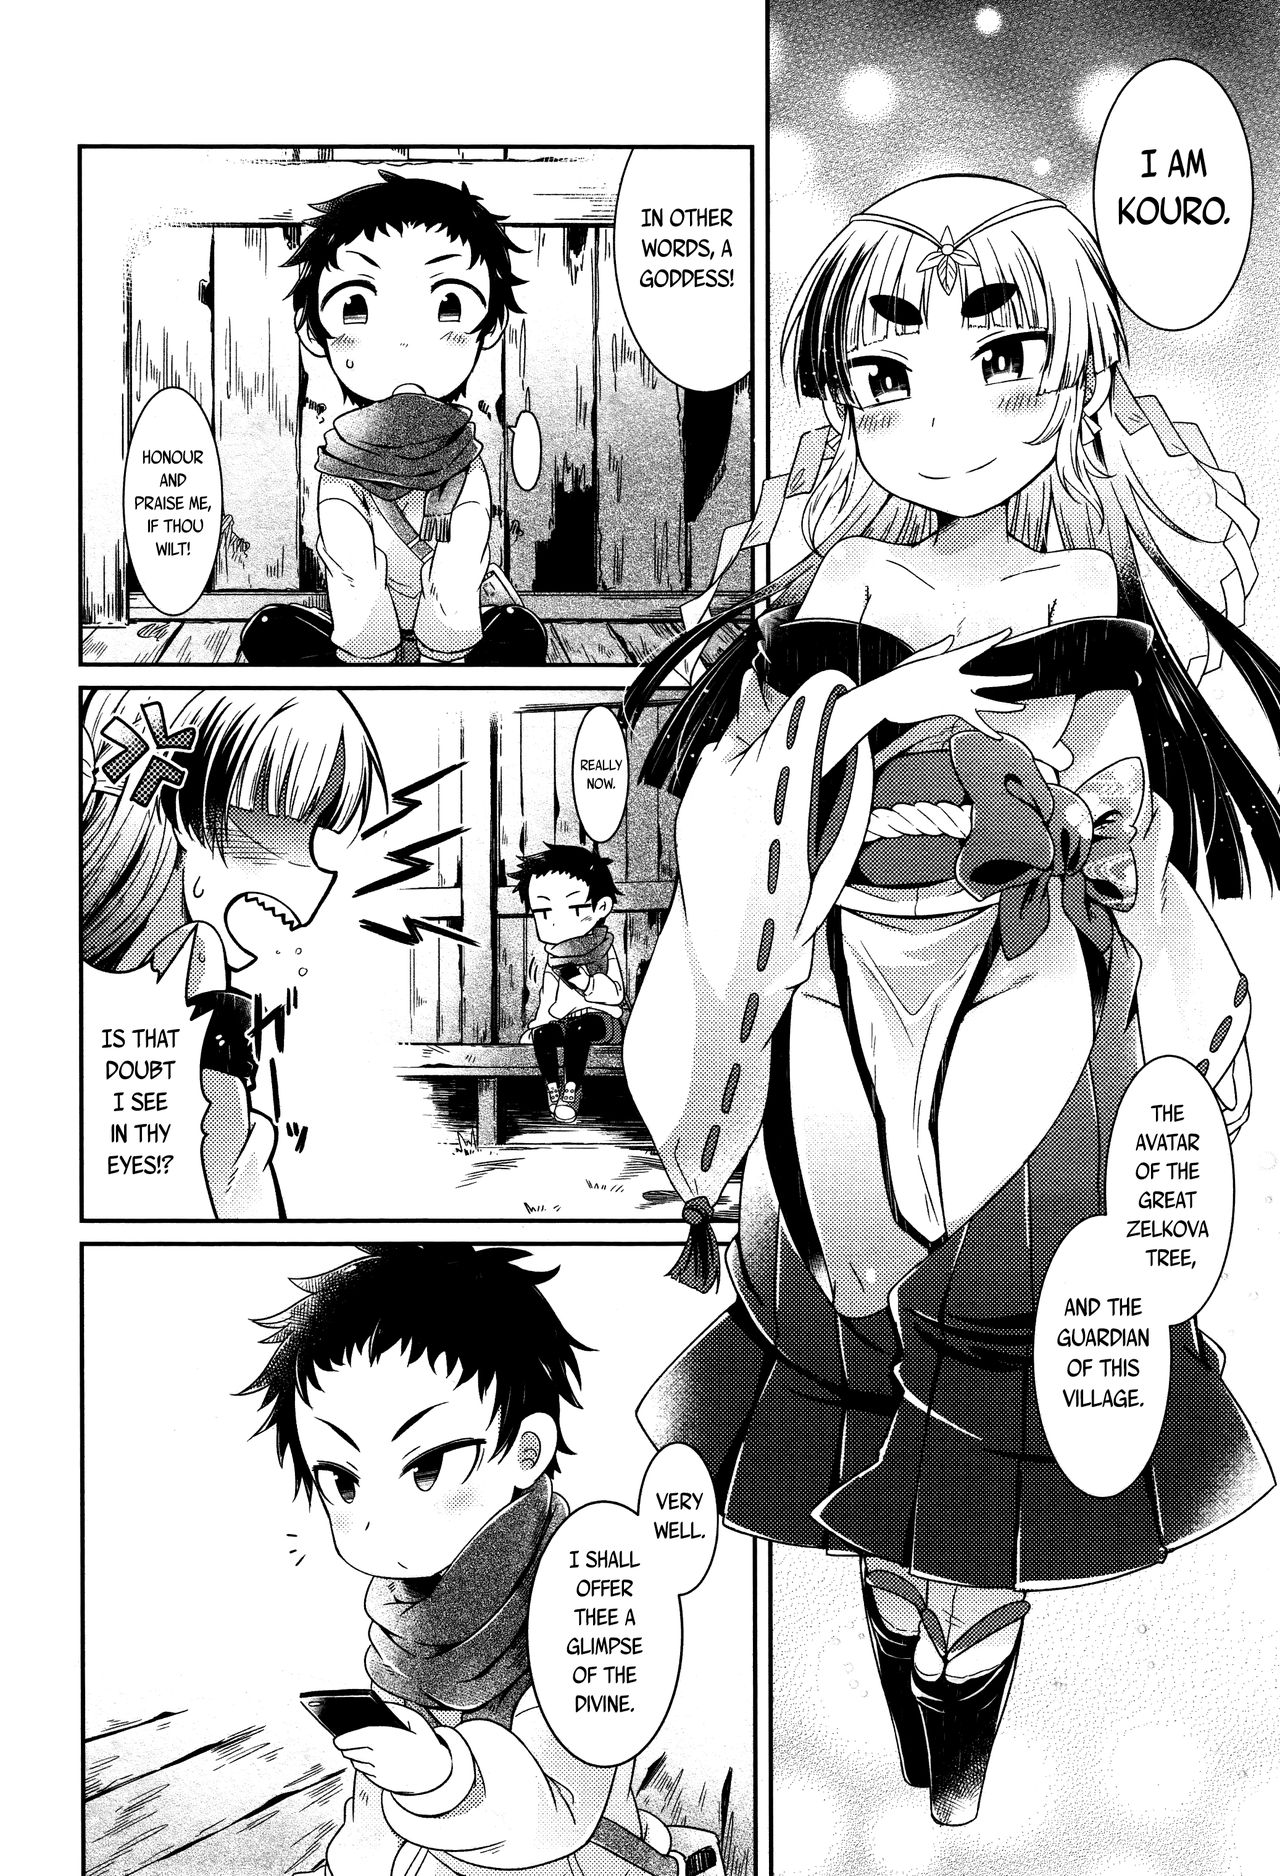 I AM
KOURO.
THE
AVATAR
OF THE
GREAT
ZELKOVA
TREE,
AND THE
GUARDIAN
OF THIS
VILLAGE.
IN OTHER
WORDS, A
GODDESS!
HONOUR
AND
PRAISE ME,
IF THOU
WILT!
REALLY
NOW.
IS THAT
DOUBT
I SEE
IN THY
EYES!?
VERY
WELL.
I SHALL
OFFER
THEE A
GLIMPSE
OF THE
DIVINE.